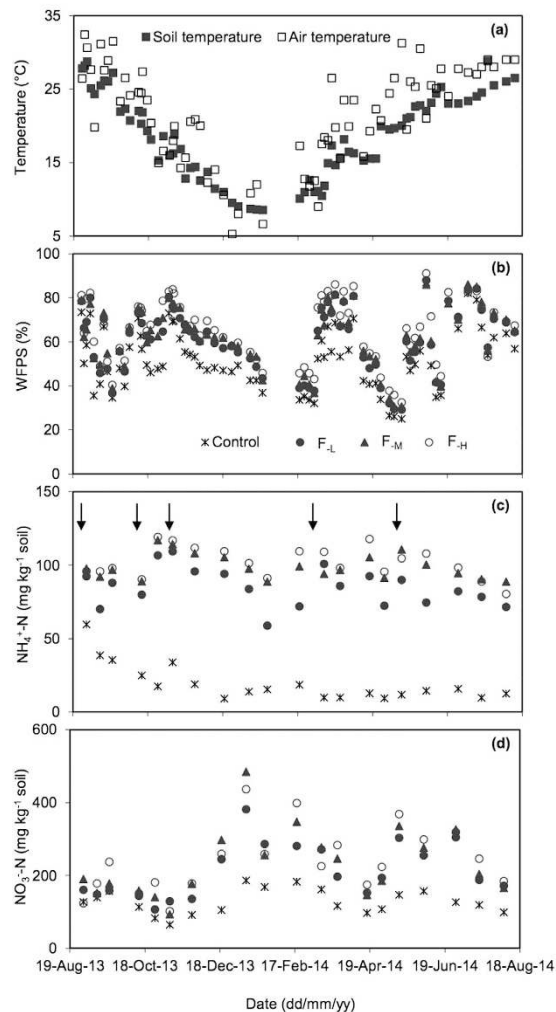 (a)
Soil temperature
Air temperature
Temperature (°C)
35
25
15
5
(b)
WFPS (%)
100
80
60
40
20
0
Control
F-L
F-M
F-H
(c)
NH₄⁺-N (mg kg⁻¹ soil)
150
100
50
0
(d)
NO₃-N (mg kg⁻¹ soil)
600
400
200
0
19-Aug-13 18-Oct-13 18-Dec-13 17-Feb-14 19-Apr-14 19-Jun-14 18-Aug-14
Date (dd/mm/yy)